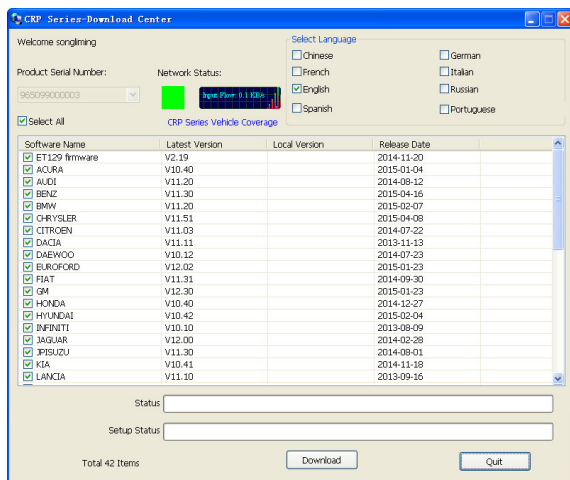 CRP Series-Download Center
Welcome songliming
Product Serial Number:
Network Status:
965099000003
Input Flow: 0.1 KB/s
Select All
CRP Series Vehicle Coverage
Select Language
Chinese
German
French
Italian
English
Russian
Spanish
Portuguese
Software Name Latest Version Local Version Release Date
ET129 firmware V2.19 2014-11-20
ACURA V10.40 2015-01-04
AUDI V11.20 2014-08-12
BENZ V11.30 2015-04-16
BMW V11.20 2015-02-07
CHRYSLER V11.51 2015-04-08
CITROEN V11.03 2014-07-22
DACIA V11.11 2013-11-13
DAEWOO V10.12 2014-07-23
EUROFORD V12.02 2015-01-23
FIAT V11.31 2014-09-30
GM V12.30 2015-01-23
HONDA V10.40 2014-12-27
HYUNDAI V10.42 2015-02-04
INFINITI V10.10 2013-08-09
JAGUAR V12.00 2014-02-28
JPISUZU V11.30 2014-08-01
KIA V10.41 2014-11-18
LANCIA V11.10 2013-09-16
Status
Setup Status
Total 42 Items
Download
Quit